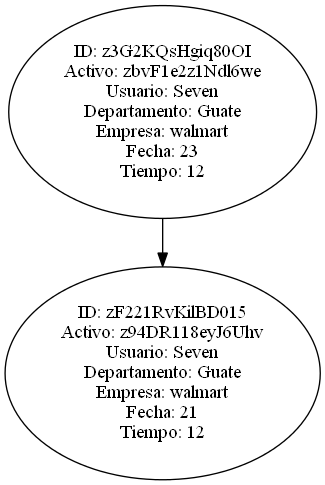 ID: z3G2KQsHgiq80OI
Activo: zbvF1e2z1Ndl6we
Usuario: Seven
Departamento: Guate
Empresa: walmart
Fecha: 23
Tiempo: 12
ID: zF221RvKilBD015
Activo: z94DR118eyJ6Uhv
Usuario: Seven
Departamento: Guate
Empresa: walmart
Fecha: 21
Tiempo: 12